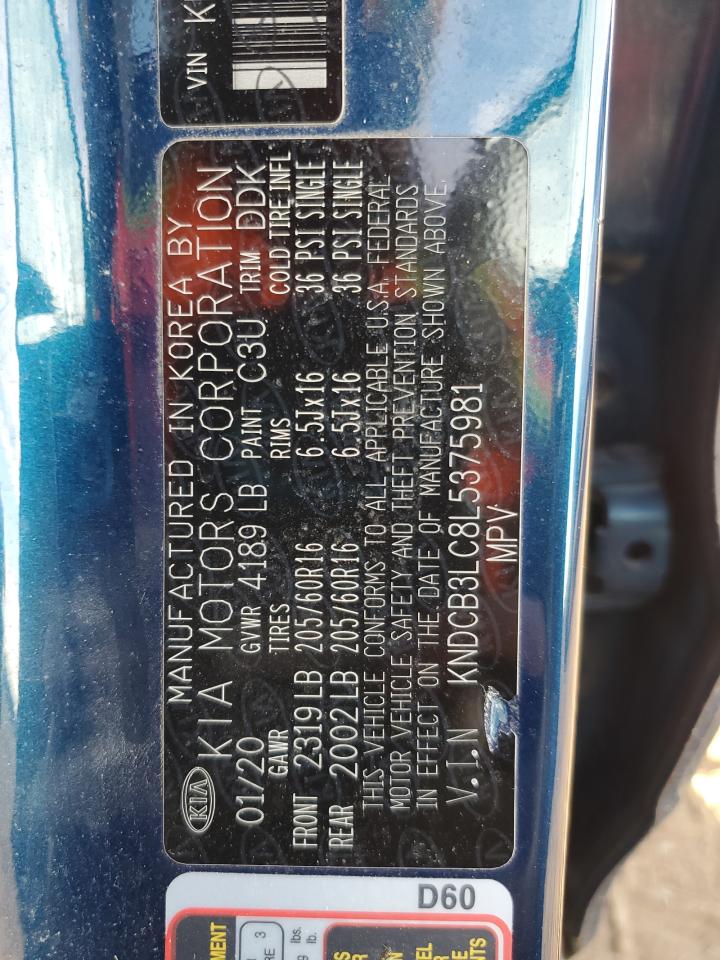 VIN K
MANUFACTURED IN KOREA BY
KIA KIA MOTORS CORPORATION
01/20 GVWR 4189 LB PAINT C3U TRIM DDK
GAWR TIRES RIMS COLD TIRE INFL
FRONT 2319 LB 205/60R16 6.5Jx16 36 PSI SINGLE
REAR 2002LB 205/60R16 6.5Jx16 36 PSI SINGLE
THIS VEHICLE CONFORMS TO ALL APPLICABLE U.S.A. FEDERAL
MOTOR VEHICLE SAFETY AND THEFT PREVENTION STANDARDS
IN EFFECT ON THE DATE OF MANUFACTURE SHOWN ABOVE.
V.I.N KNDCB3LC8L5375981
MPV
D60